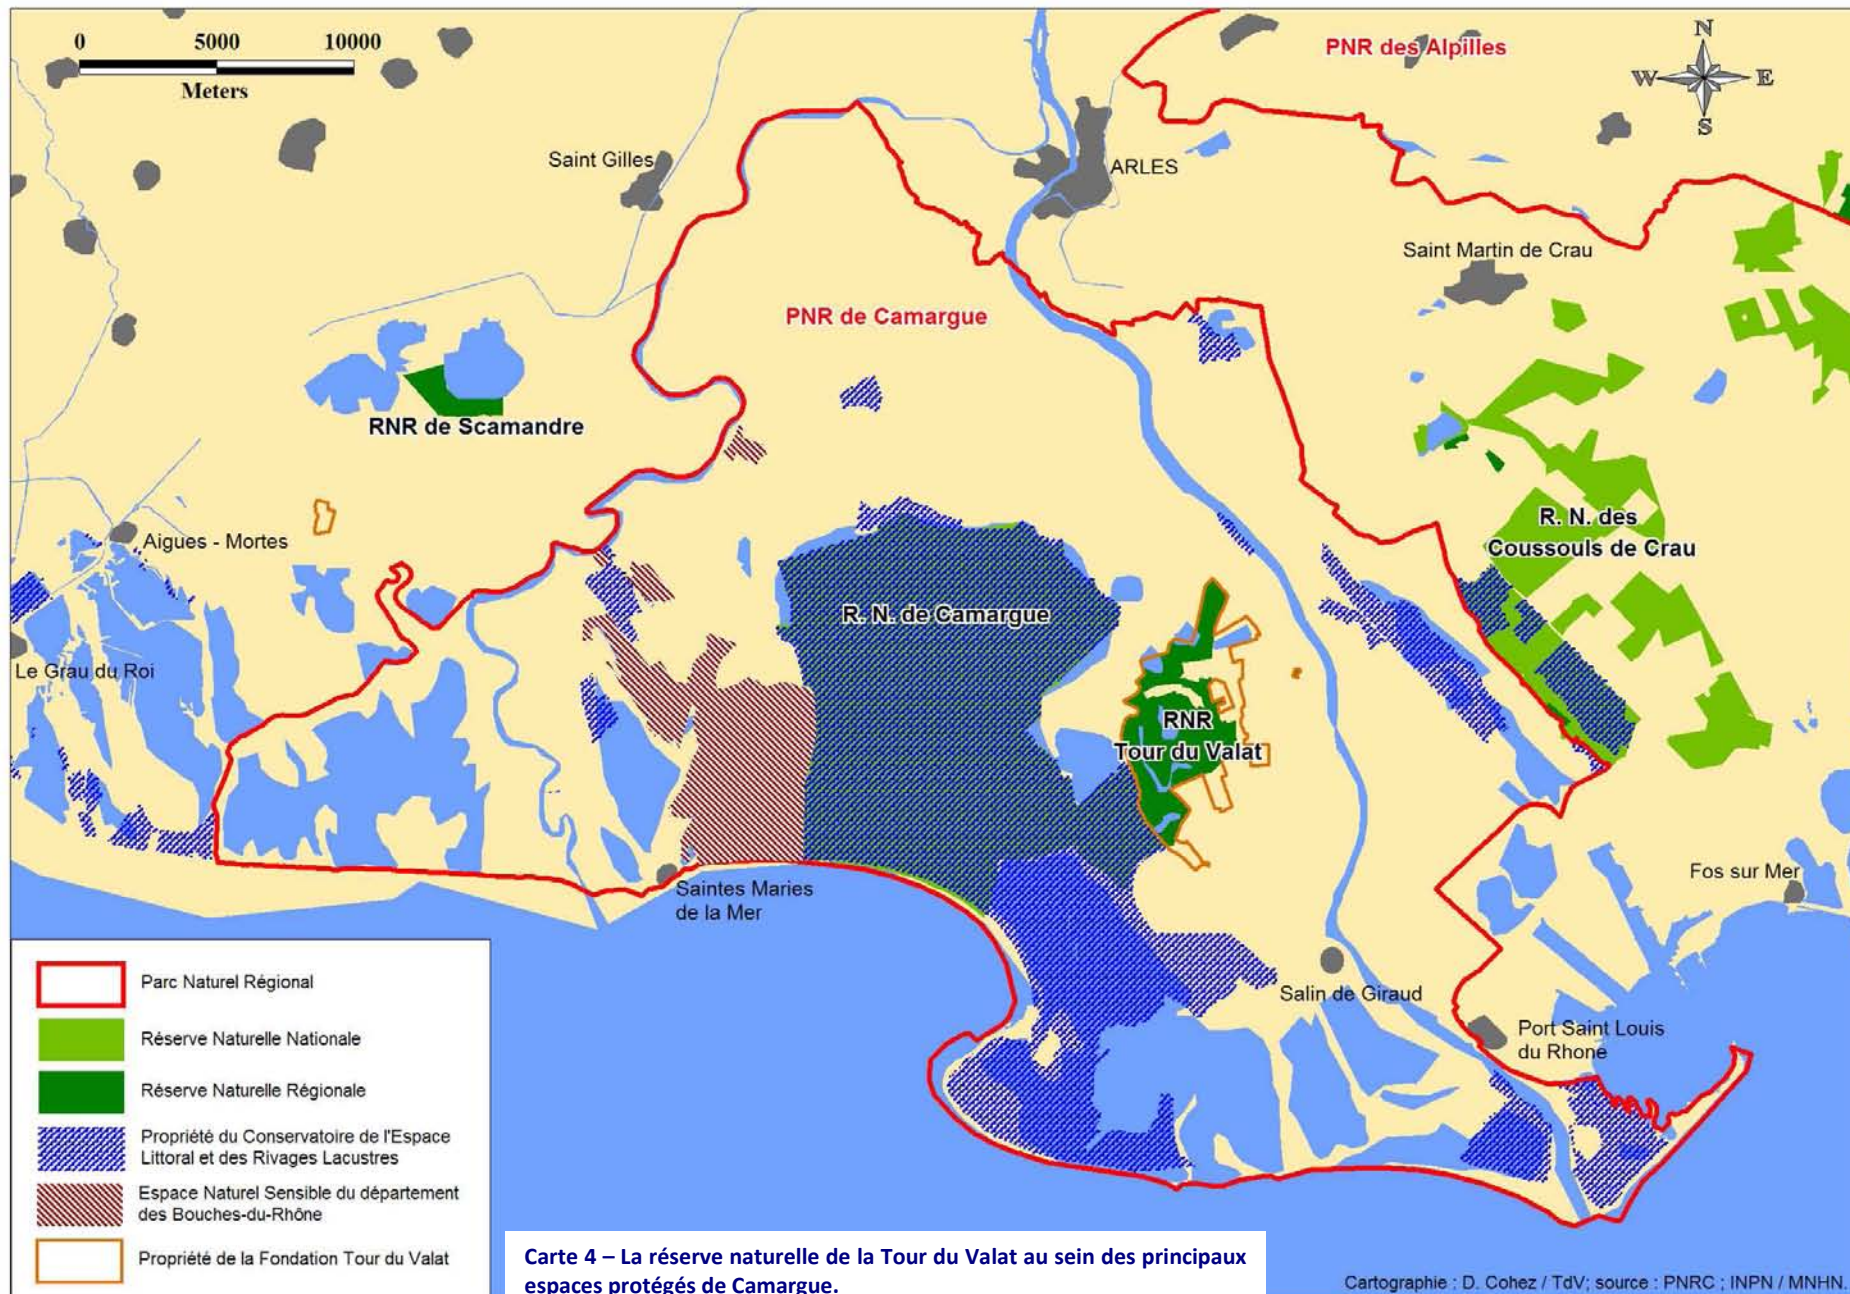 0 5000 10000
Meters
PNR des Alpilles
N
W E
S
Saint Gilles
ARLES
Saint Martin de Crau
PNR de Camargue
RNR de Scamandre
R. N. des
Coussouls de Crau
Aigues - Mortes
R. N. de Camargue
Le Grau du Roi
RNR
Tour du Valat
Saintes Maries
de la Mer
Fos sur Mer
Salin de Giraud
Port Saint Louis
du Rhone
Parc Naturel Régional
Réserve Naturelle Nationale
Réserve Naturelle Régionale
Propriété du Conservatoire de l'Espace
Littoral et des Rivages Lacustres
Espace Naturel Sensible du département
des Bouches-du-Rhône
Propriété de la Fondation Tour du Valat
Carte 4 – La réserve naturelle de la Tour du Valat au sein des principaux
espaces protégés de Camargue.
Cartographie : D. Cohez / TdV; source : PNRC ; INPN / MNHN.